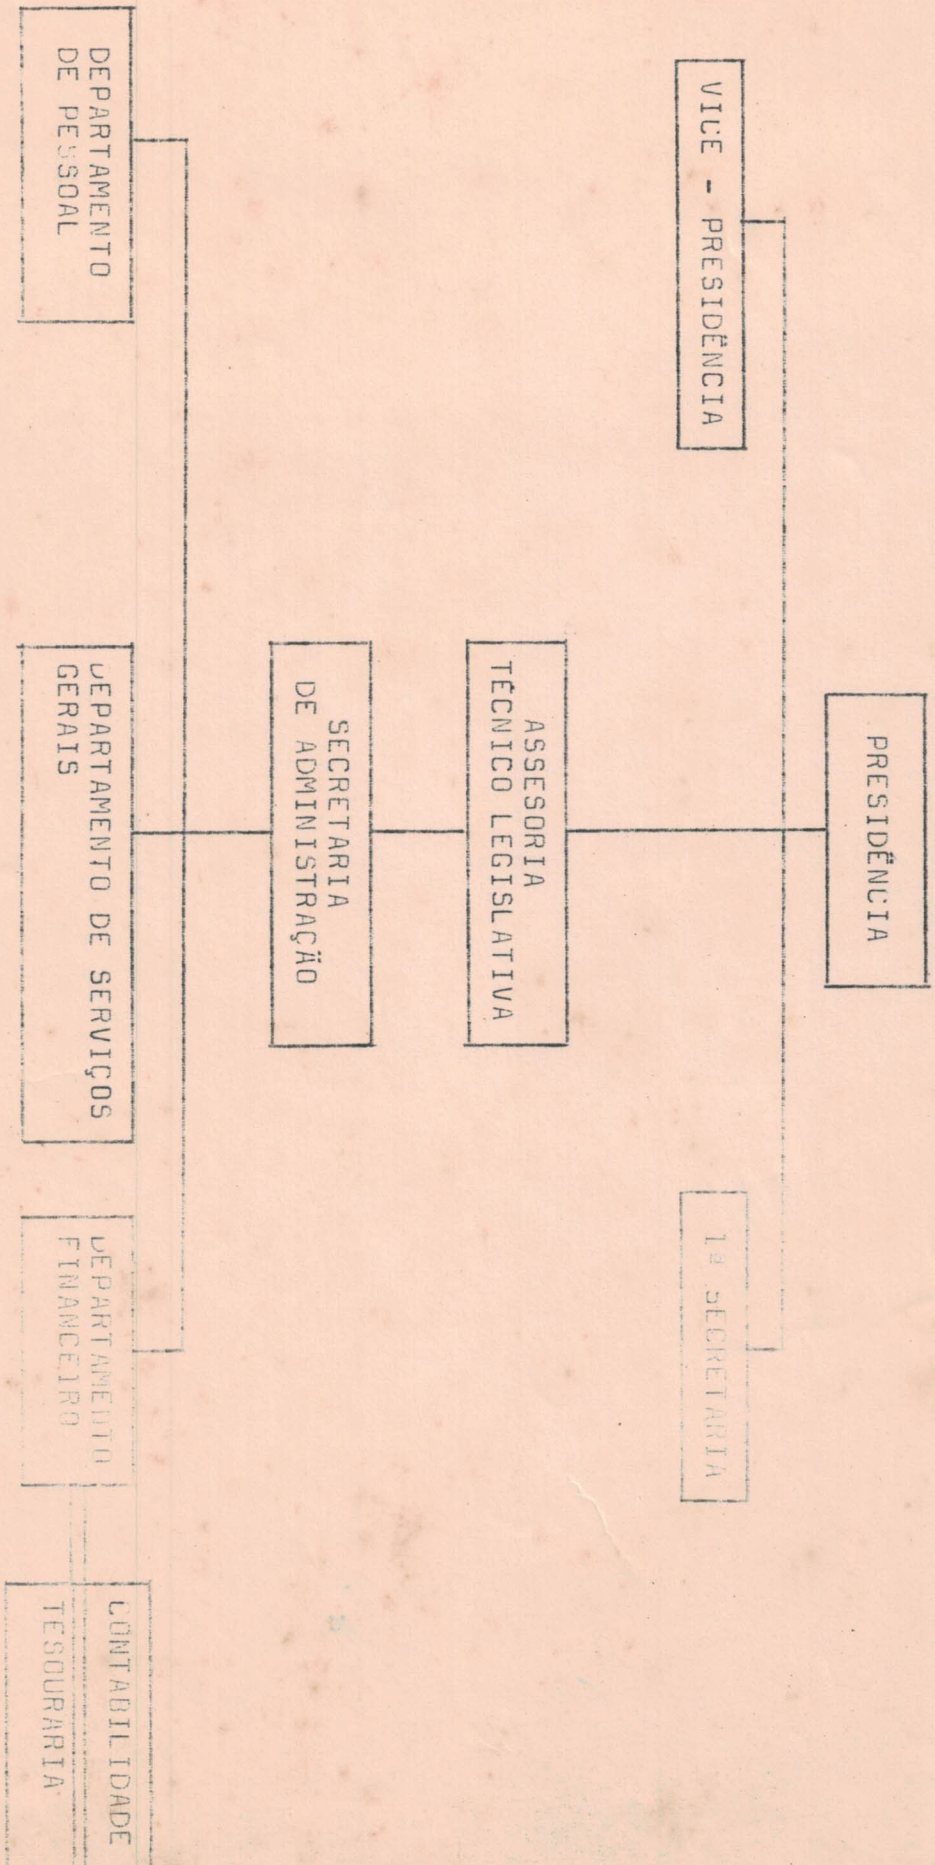 PRESIDÊNCIA
VICE - PRESIDÊNCIA
1ª SECRETARIA
ASSESORIA
TÉCNICO LEGISLATIVA
SECRETARIA
DE ADMINISTRAÇÃO
DEPARTAMENTO
DE PESSOAL
DEPARTAMENTO DE SERVIÇOS
GERAIS
DEPARTAMENTO
FINANCEIRO
CONTABILIDADE
TESOURARIA